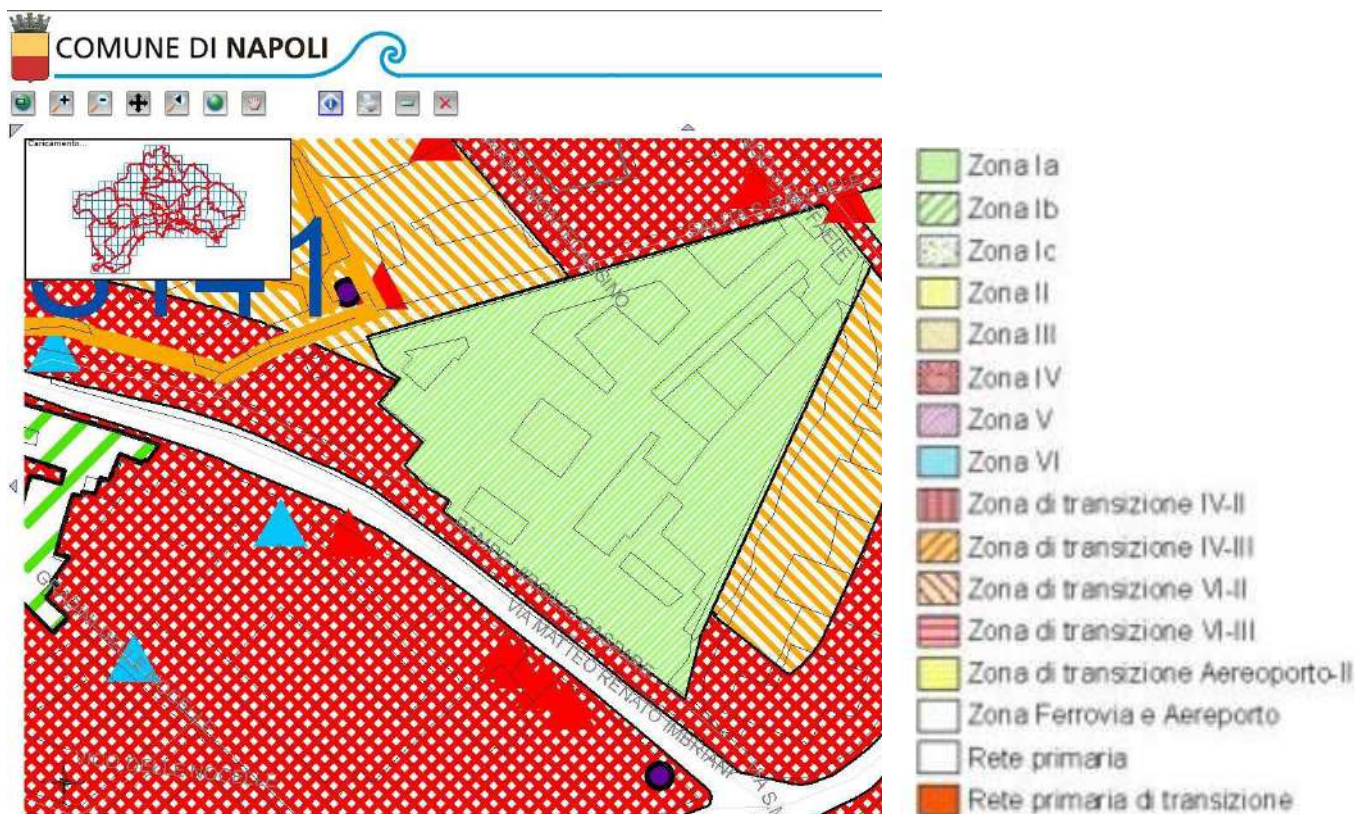 COMUNE DI NAPOLI
Caricamento...
VIA MATTEO RENATO IMBRIANI
Zona Ia
Zona Ib
Zona Ic
Zona II
Zona III
Zona IV
Zona V
Zona VI
Zona di transizione IV-II
Zona di transizione IV-III
Zona di transizione VI-II
Zona di transizione VI-III
Zona di transizione Aereoporto-II
Zona Ferrovia e Aereporto
Rete primaria
Rete primaria di transizione